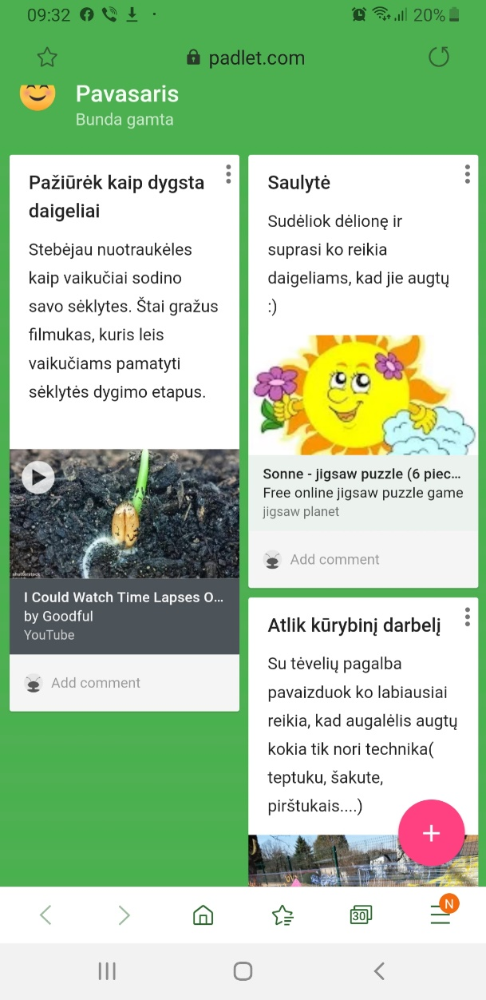 09:32
20%
padlet.com
Pavasaris
Bunda gamta
Pažiūrėk kaip dygsta
daigeliai
Stebėjau nuotraukėles
kaip vaikučiai sodino
savo sėklytes. Štai gražus
filmukas, kuris leis
vaikučiams pamatyti
sėklytės dygimo etapus.
shutterstock
I Could Watch Time Lapses O...
by Goodful
YouTube
Add comment
Saulytė
Sudėliok dėlionę ir
suprasi ko reikia
daigeliams, kad jie augtų
:)
Sonne - jigsaw puzzle (6 piec...
Free online jigsaw puzzle game
jigsaw planet
Add comment
Atlik kūrybinį darbelį
Su tėvelių pagalba
pavaizduok ko labiausiai
reikia, kad augalėlis augtų
kokia tik nori technika(
teptuku, šakute,
pirštukais....)
+
30
N